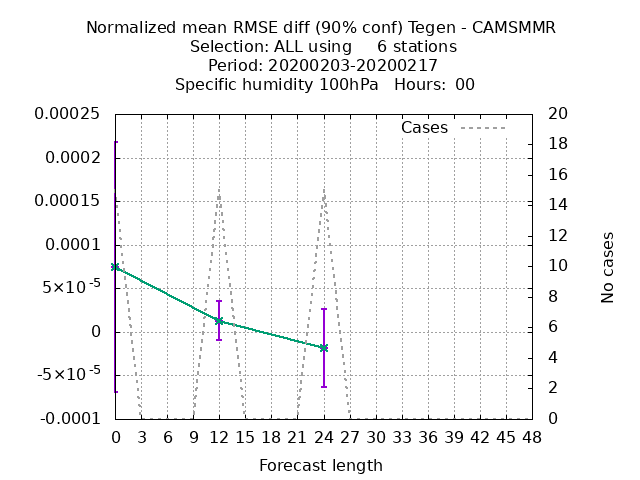 Normalized mean RMSE diff (90% conf) Tegen - CAMSMMR
Selection: ALL using 6 stations
Period: 20200203-20200217
Specific humidity 100hPa Hours: 00
Cases
0.00025
0.0002
0.00015
0.0001
5×10⁻⁵
0
-5×10⁻⁵
-0.0001
20
18
16
14
12
10
8
6
4
2
0
No cases
0 3 6 9 12 15 18 21 24 27 30 33 36 39 42 45 48
Forecast length